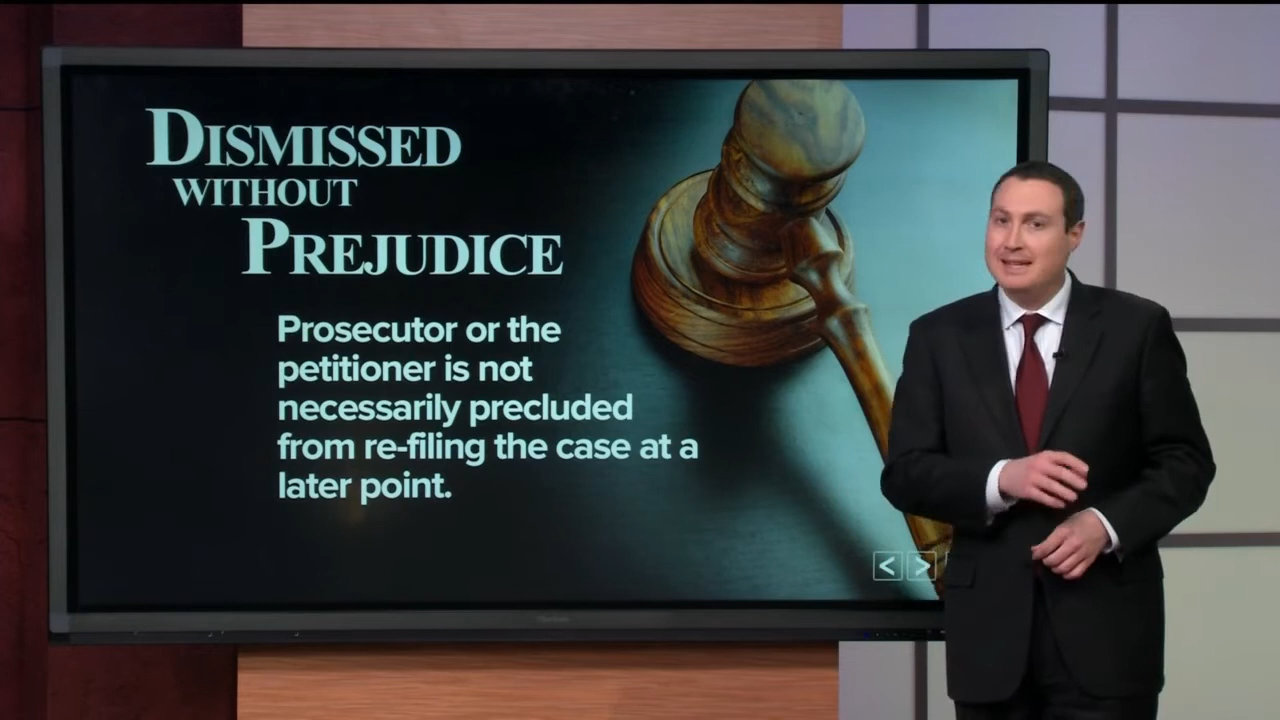 DISMISSED
WITHOUT
PREJUDICE
Prosecutor or the
petitioner is not
necessarily precluded
from re-filing the case at a
later point.
< >